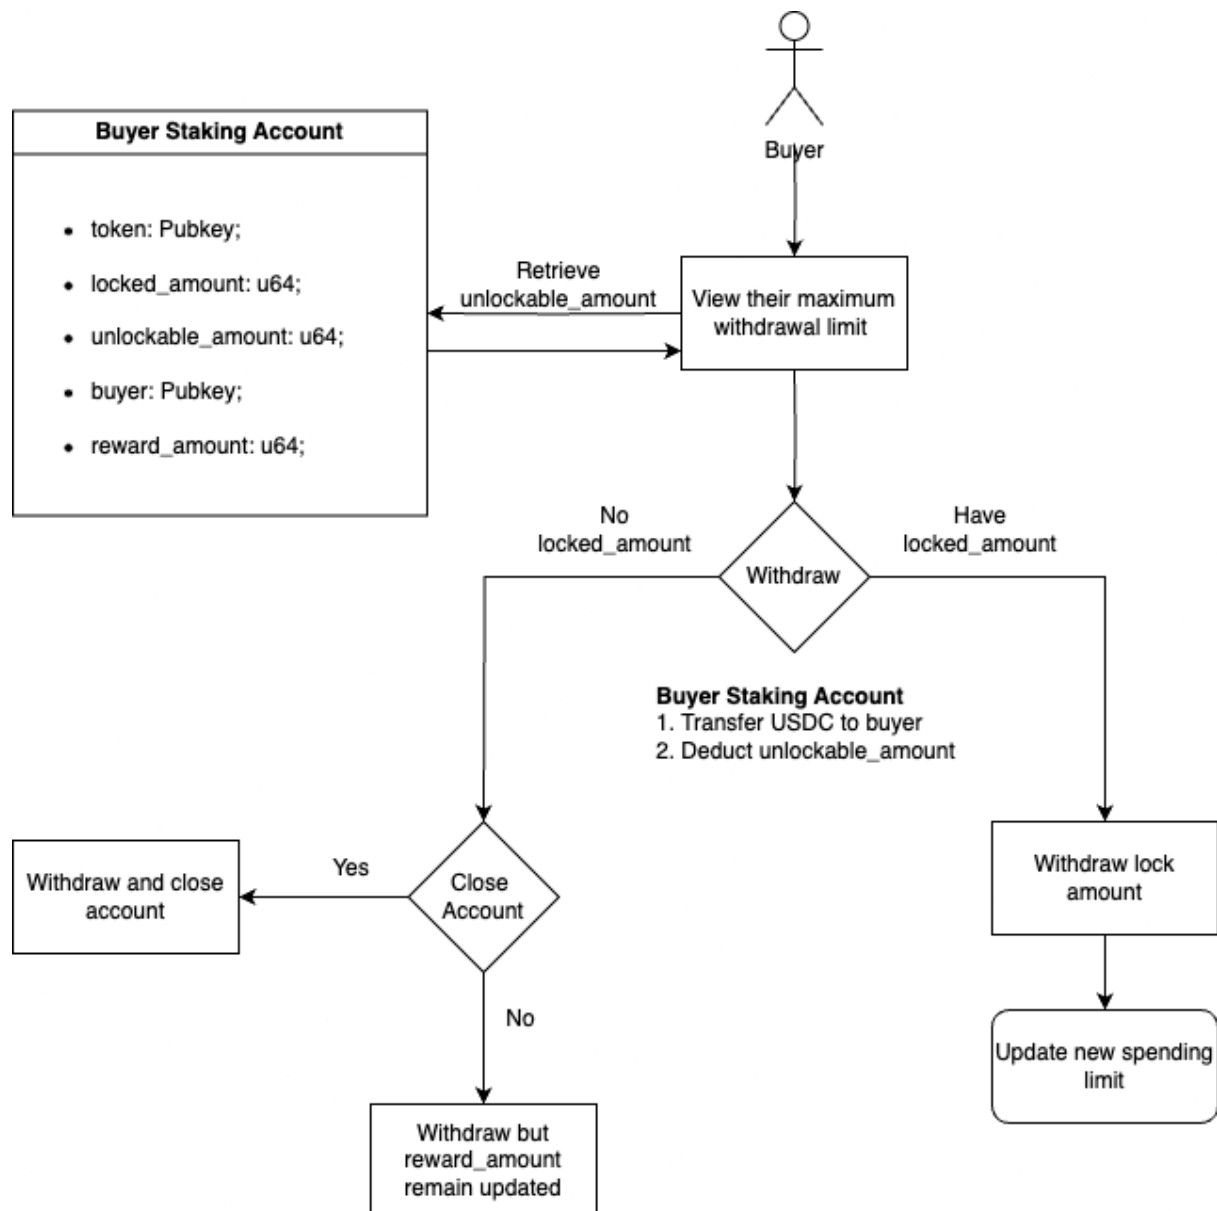 Buyer
Buyer Staking Account
token: Pubkey;
locked_amount: u64;
unlockable_amount: u64;
buyer: Pubkey;
reward_amount: u64;
Retrieve
unlockable_amount
View their maximum
withdrawal limit
No
locked_amount
Have
locked_amount
Withdraw
Buyer Staking Account
1. Transfer USDC to buyer
2. Deduct unlockable_amount
Withdraw and close
account
Yes
Close
Account
Withdraw lock
amount
No
Update new spending
limit
Withdraw but
reward_amount
remain updated